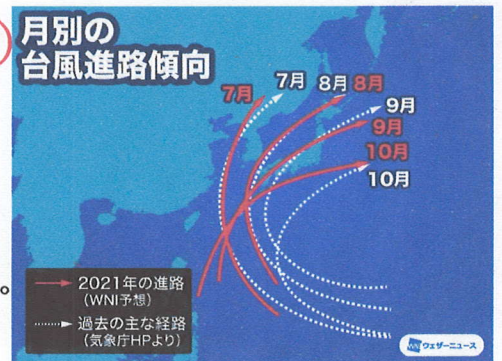 月別の
台風進路傾向
7月
7月
8月
8月
9月
9月
10月
10月
2021年の進路
(WNI予想)
過去の主な経路
(気象庁HPより)
WNI ウェザーニュース
。